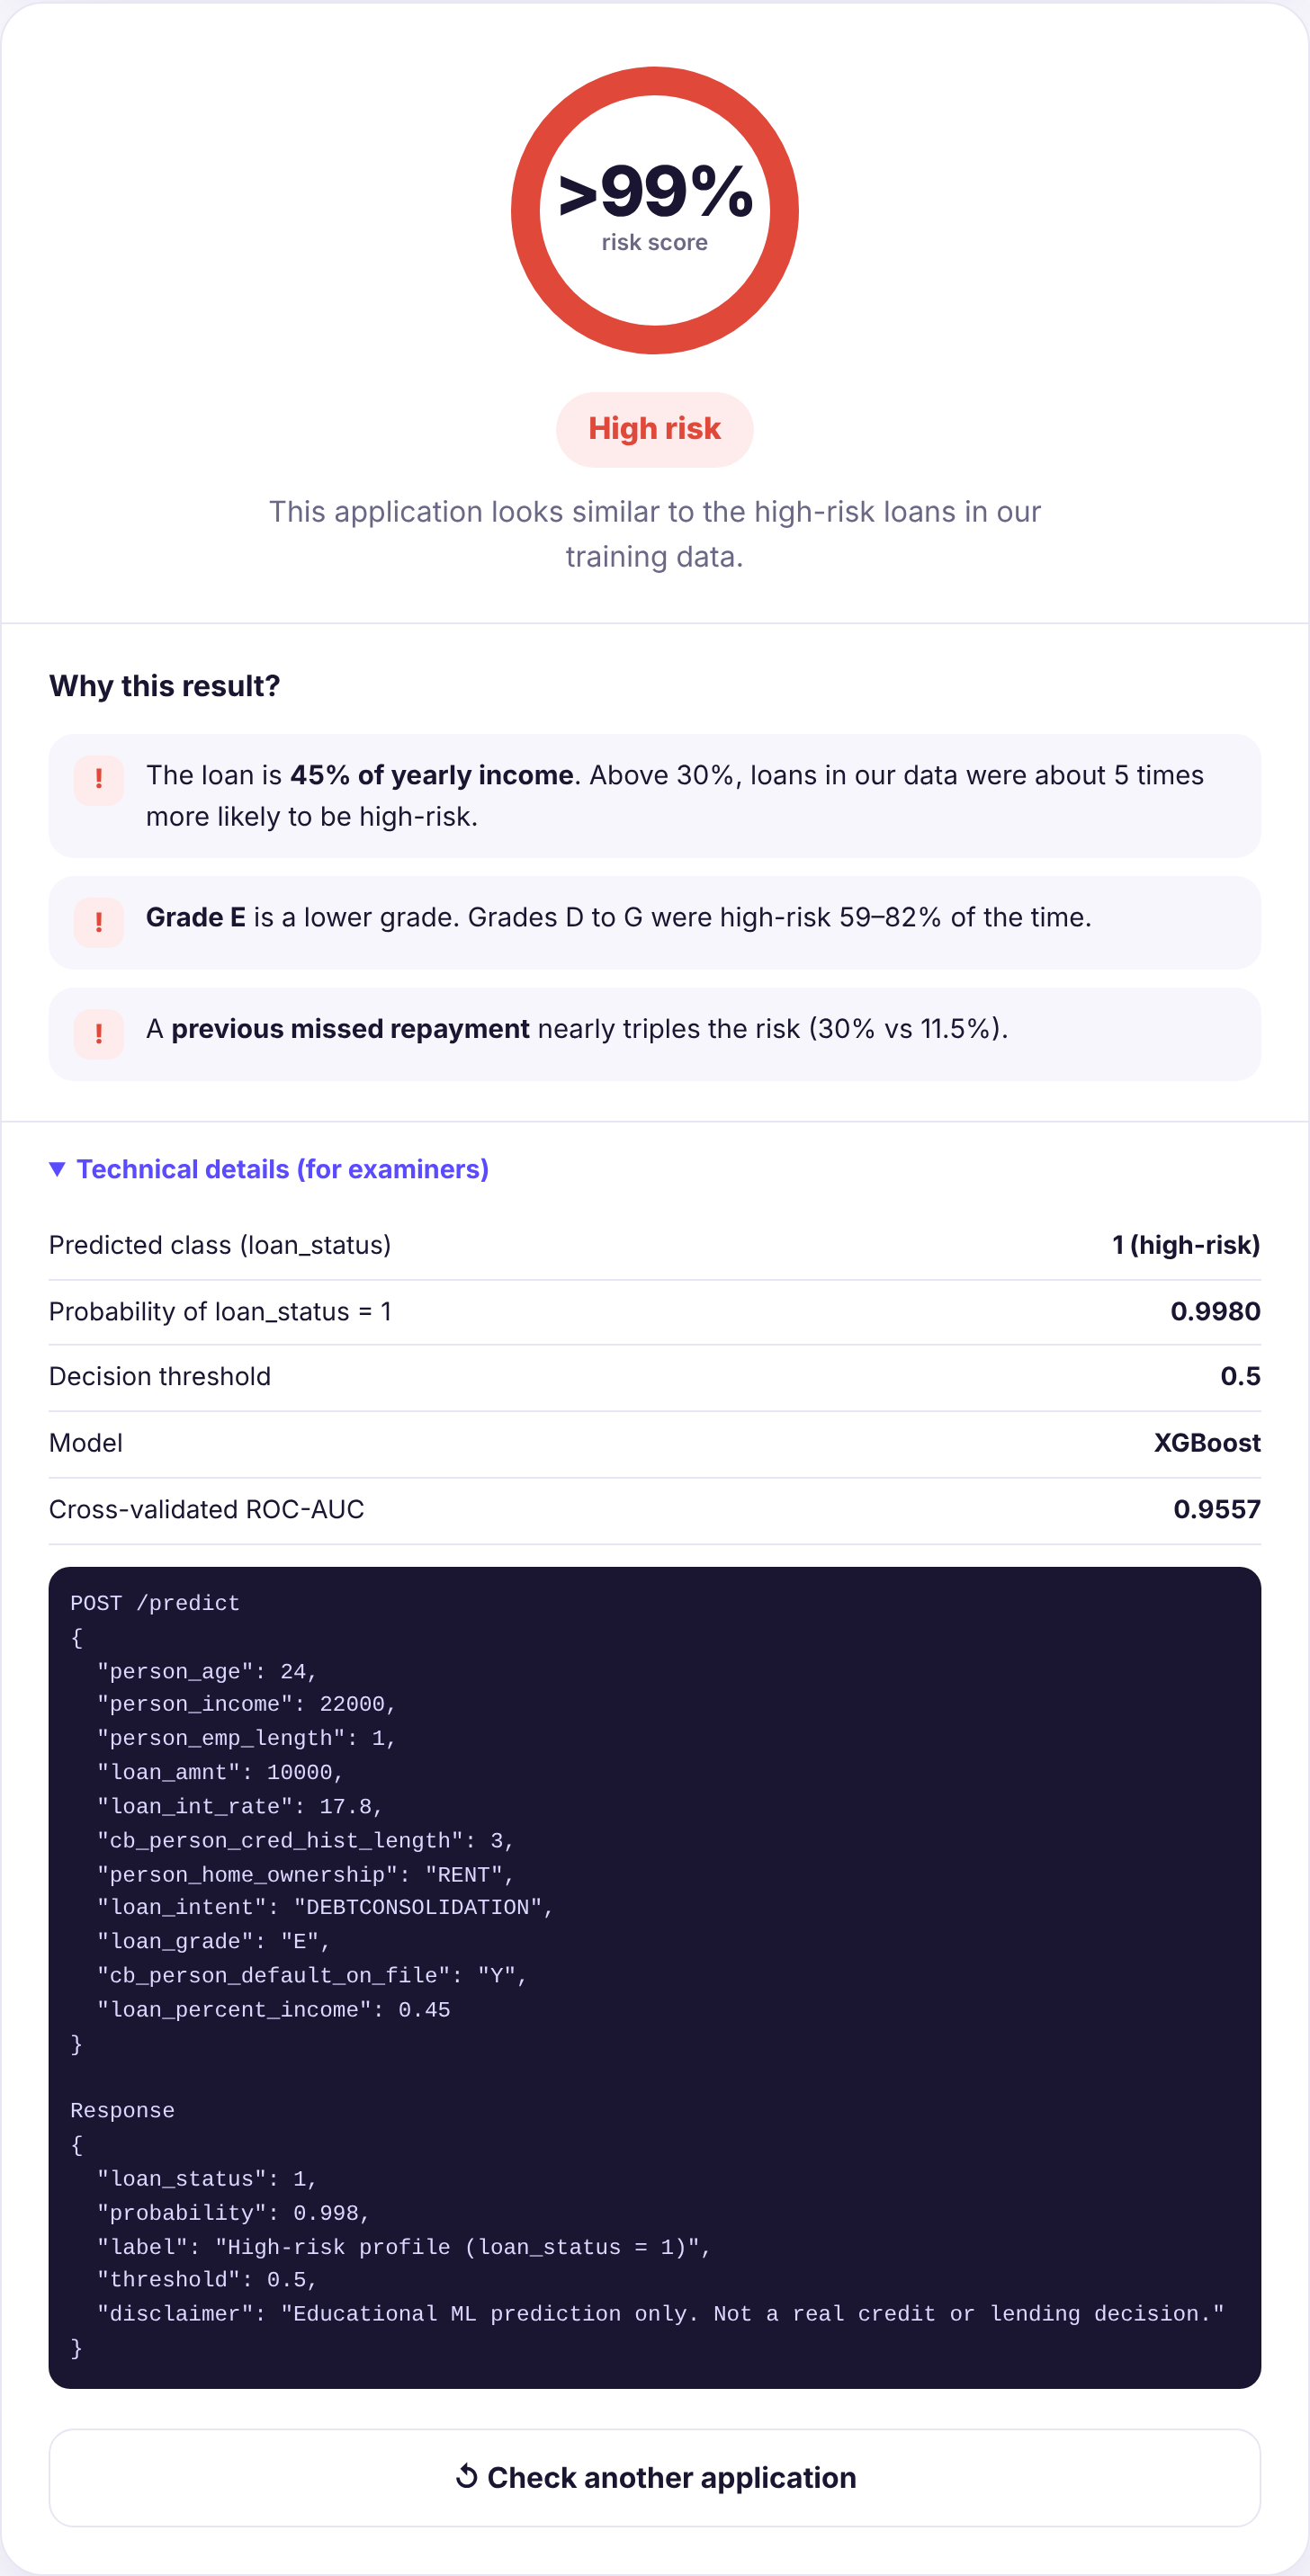 >99%
risk score
High risk
This application looks similar to the high-risk loans in our
training data.
Why this result?
! The loan is 45% of yearly income. Above 30%, loans in our data were about 5 times
more likely to be high-risk.
! Grade E is a lower grade. Grades D to G were high-risk 59–82% of the time.
! A previous missed repayment nearly triples the risk (30% vs 11.5%).
▼ Technical details (for examiners)
Predicted class (loan_status) 1 (high-risk)
Probability of loan_status = 1 0.9980
Decision threshold 0.5
Model XGBoost
Cross-validated ROC-AUC 0.9557
POST /predict
{
  "person_age": 24,
  "person_income": 22000,
  "person_emp_length": 1,
  "loan_amnt": 10000,
  "loan_int_rate": 17.8,
  "cb_person_cred_hist_length": 3,
  "person_home_ownership": "RENT",
  "loan_intent": "DEBTCONSOLIDATION",
  "loan_grade": "E",
  "cb_person_default_on_file": "Y",
  "loan_percent_income": 0.45
}
Response
{
  "loan_status": 1,
  "probability": 0.998,
  "label": "High-risk profile (loan_status = 1)",
  "threshold": 0.5,
  "disclaimer": "Educational ML prediction only. Not a real credit or lending decision."
}
↺ Check another application